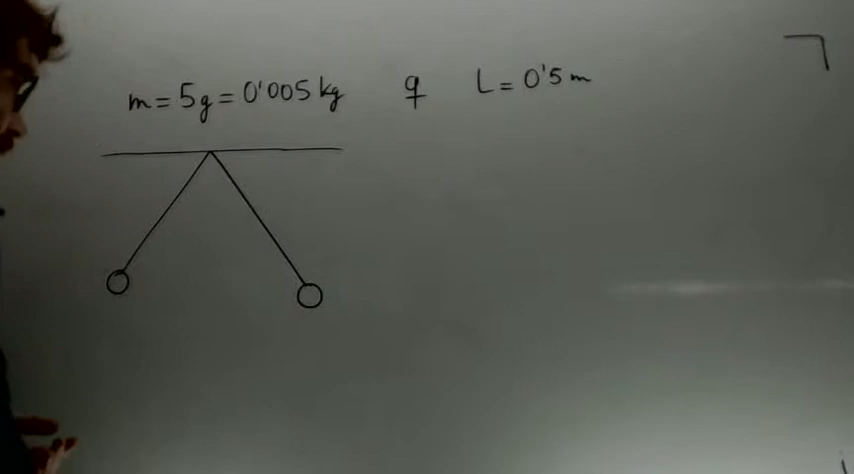 m = 5g = 0'005 kg q L = 0'5 m